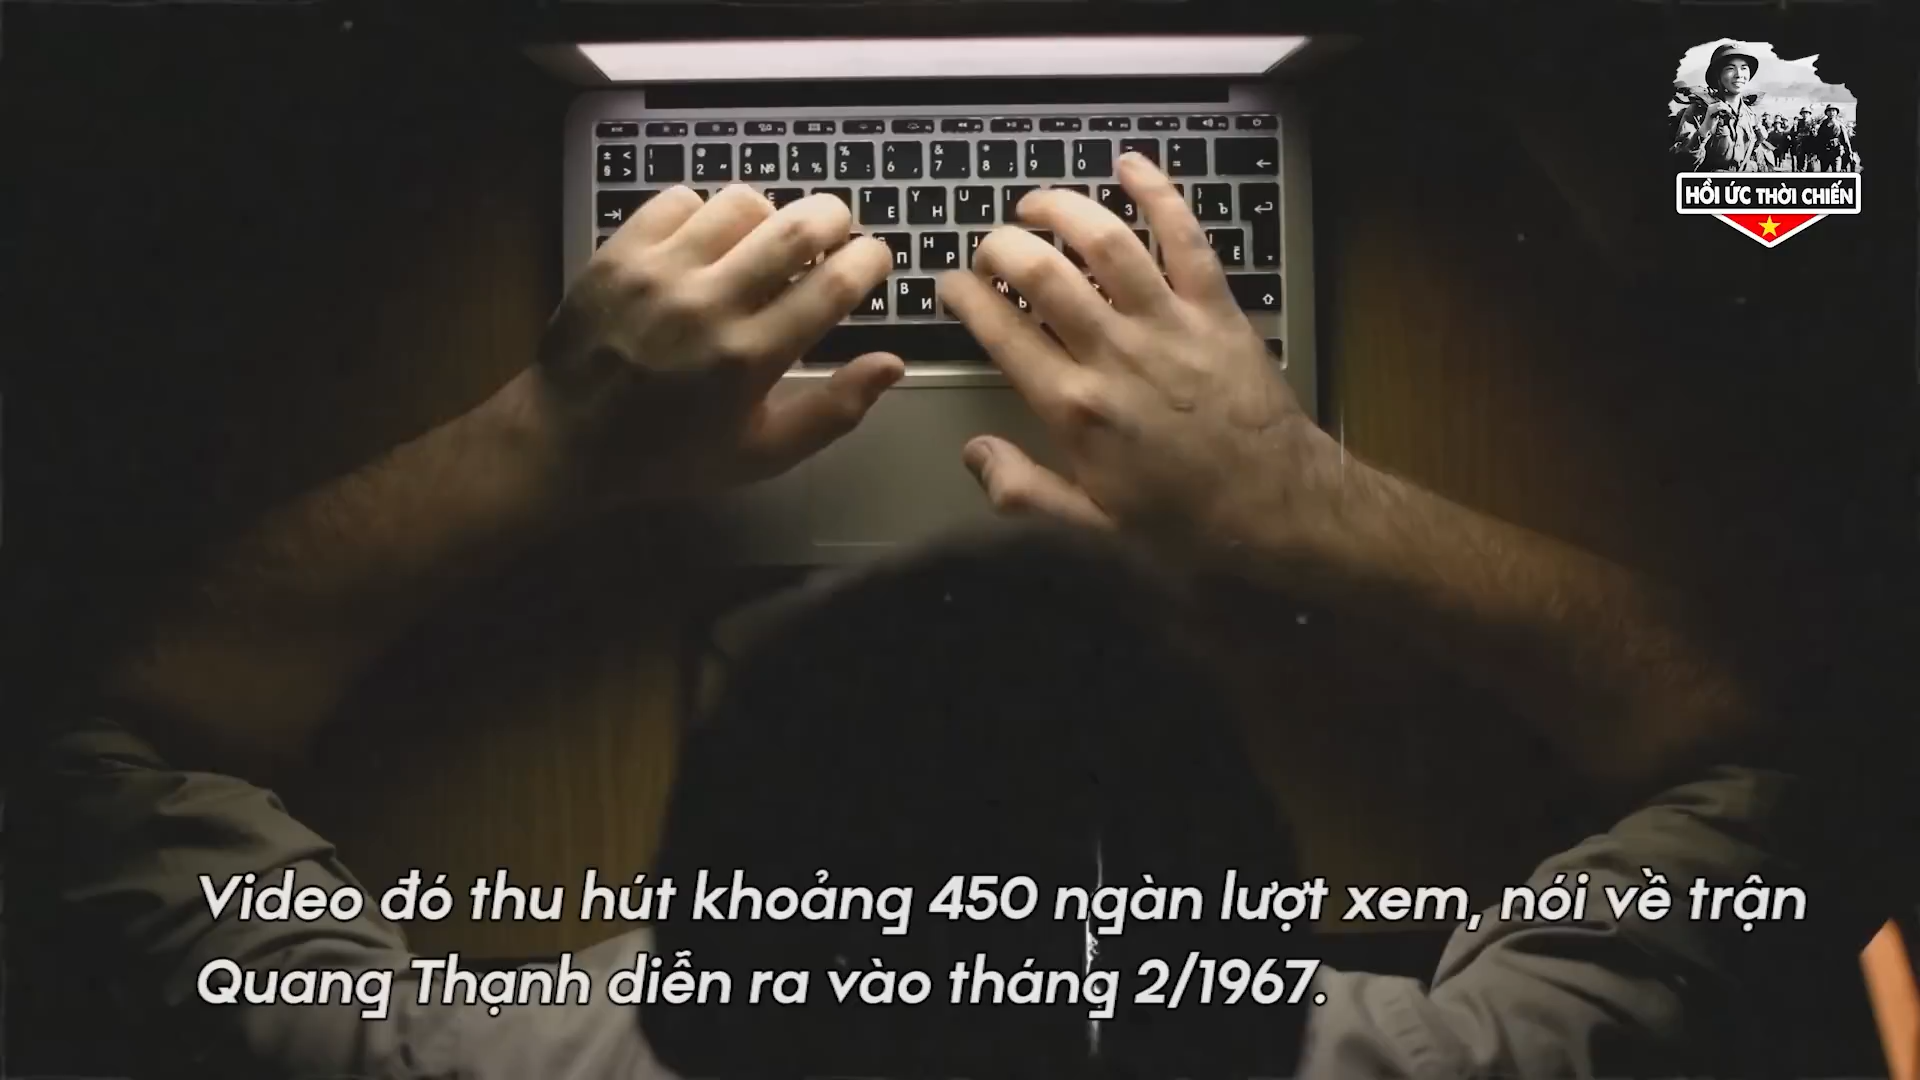 HỒI ỨC THỜI CHIẾN
Video đó thu hút khoảng 450 ngàn lượt xem, nói về trận
Quang Thạnh diễn ra vào tháng 2/1967.